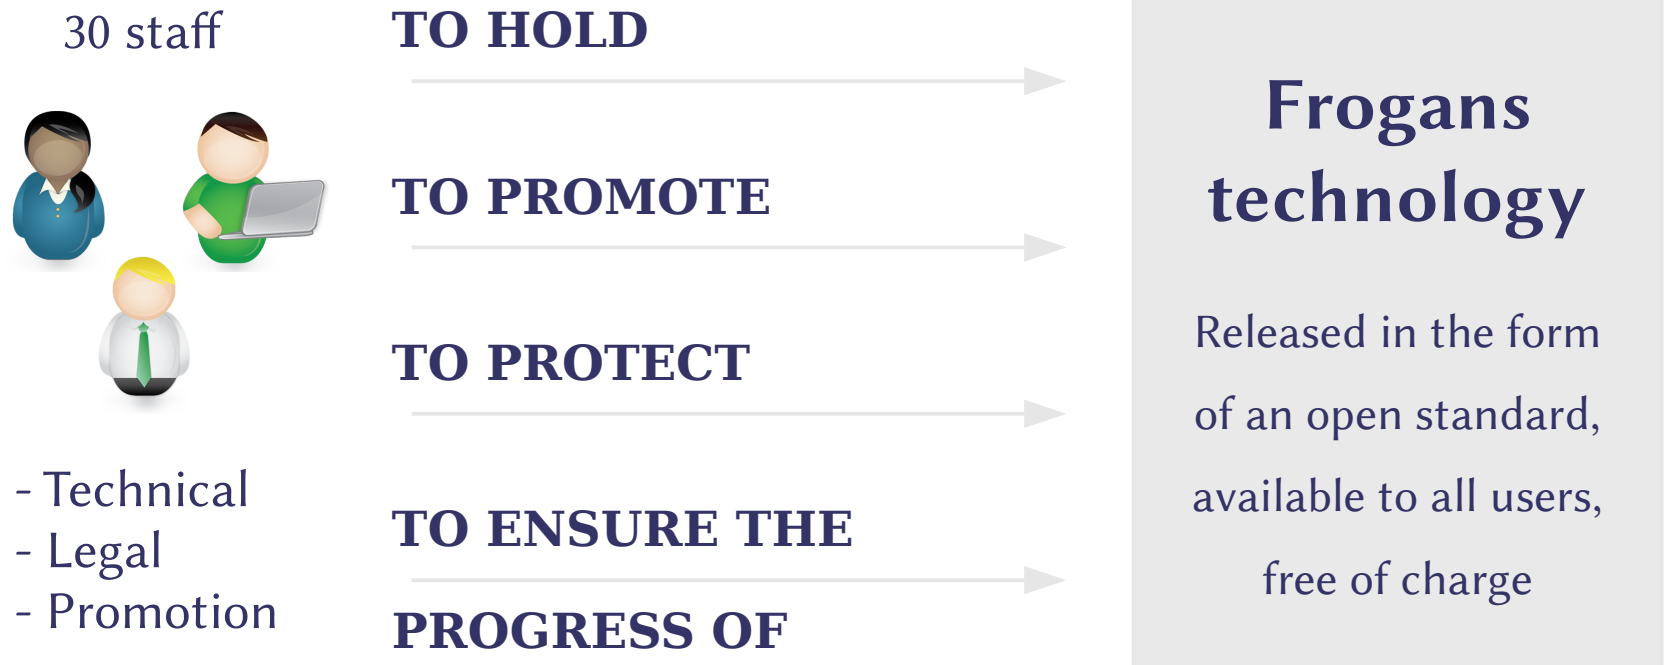 30 staff
- Technical
- Legal
- Promotion
TO HOLD
TO PROMOTE
TO PROTECT
TO ENSURE THE
PROGRESS OF
Frogans
technology
Released in the form
of an open standard,
available to all users,
free of charge